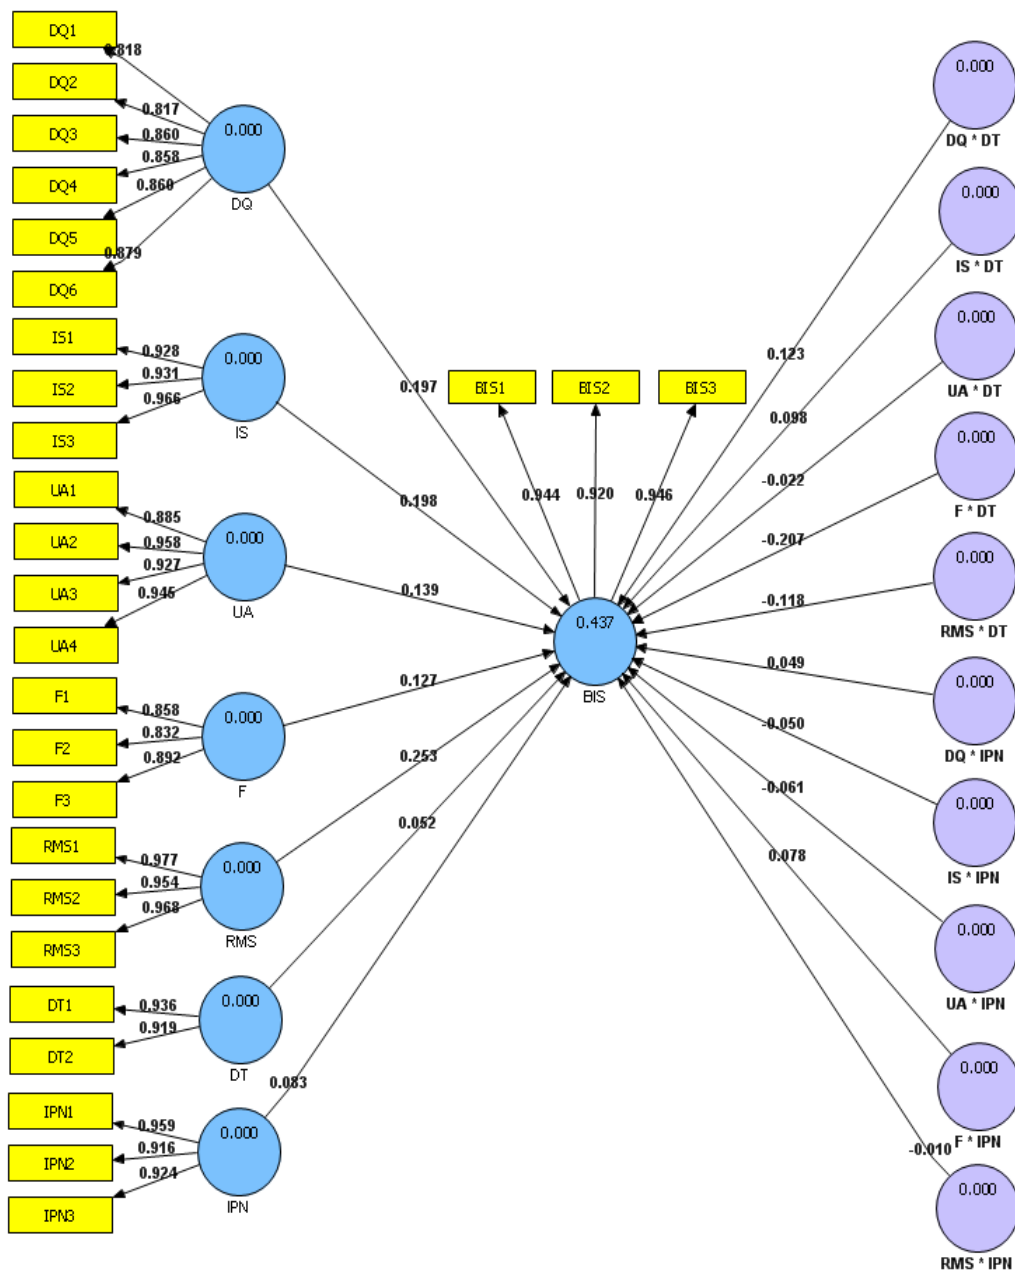 DQ1
0.818
DQ2
0.817
DQ3
0.860
DQ4
0.858
DQ5
0.860
DQ6
0.879
0.000
DQ
IS1
0.928
IS2
0.931
IS3
0.966
0.000
IS
UA1
0.885
UA2
0.958
UA3
0.927
UA4
0.945
0.000
UA
F1
0.858
F2
0.832
F3
0.892
0.000
F
RMS1
0.977
RMS2
0.954
RMS3
0.968
0.000
RMS
DT1
0.936
DT2
0.919
0.000
DT
IPN1
0.959
IPN2
0.916
IPN3
0.924
0.000
IPN
0.197
0.198
0.139
0.127
0.253
0.052
0.083
BIS1
BIS2
BIS3
0.944
0.920
0.946
0.437
BIS
0.123
0.098
-0.022
-0.207
-0.118
0.049
-0.050
-0.061
0.078
-0.010
0.000
DQ * DT
0.000
IS * DT
0.000
UA * DT
0.000
F * DT
0.000
RMS * DT
0.000
DQ * IPN
0.000
IS * IPN
0.000
UA * IPN
0.000
F * IPN
0.000
RMS * IPN